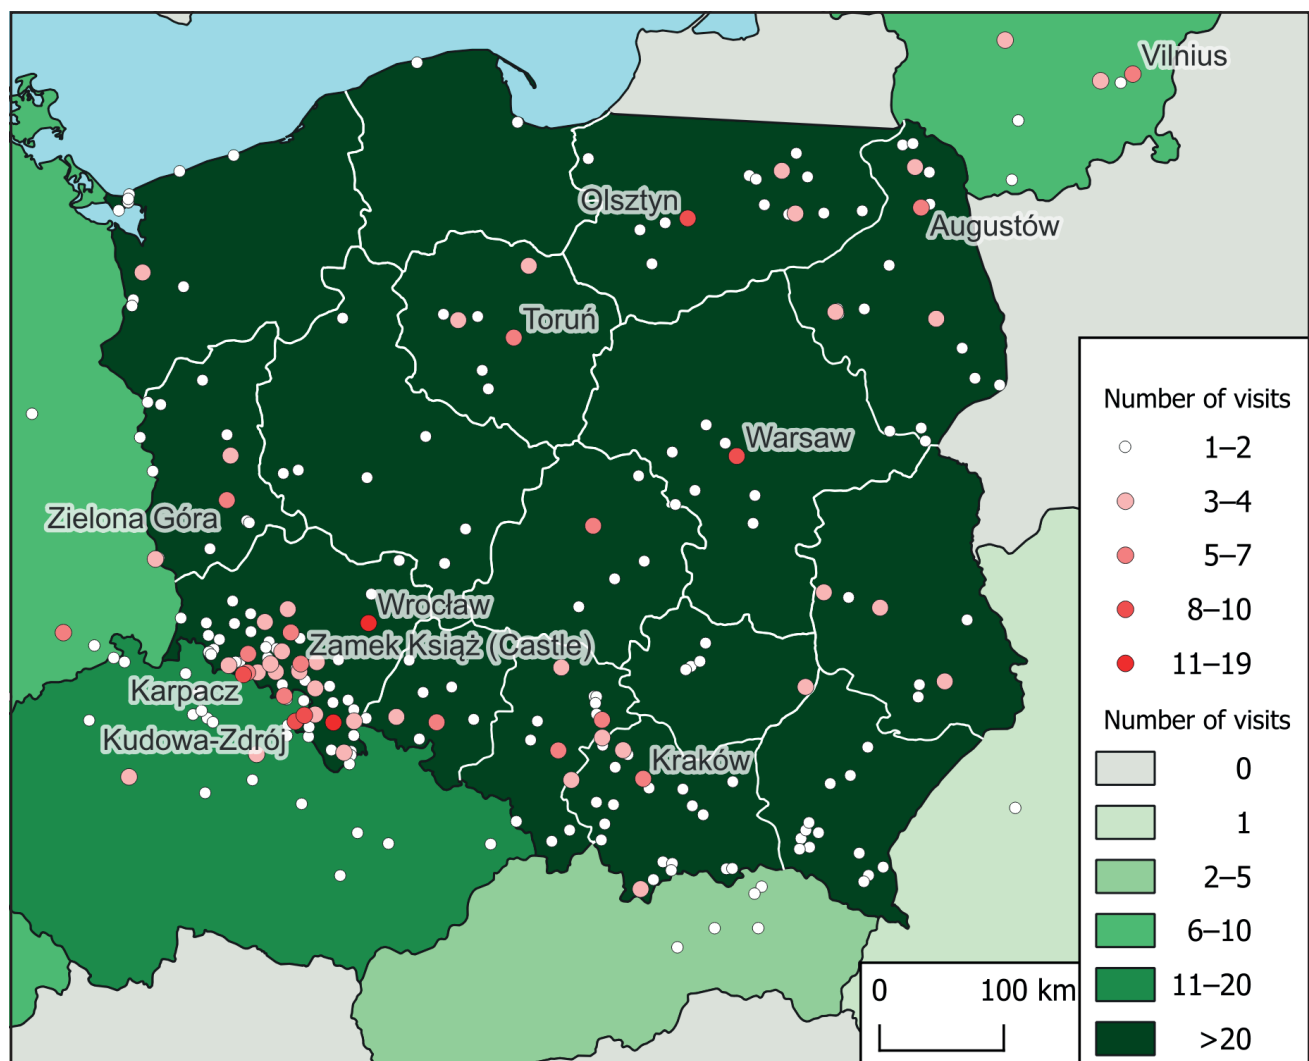 Vilnius
Olsztyn
Augustów
Toruń
Warsaw
Zielona Góra
Wrocław
Zamek Książ (Castle)
Karpacz
Kudowa-Zdrój
Kraków
Number of visits
1–2
3–4
5–7
8–10
11–19
Number of visits
0
1
2–5
6–10
11–20
>20
0 100 km